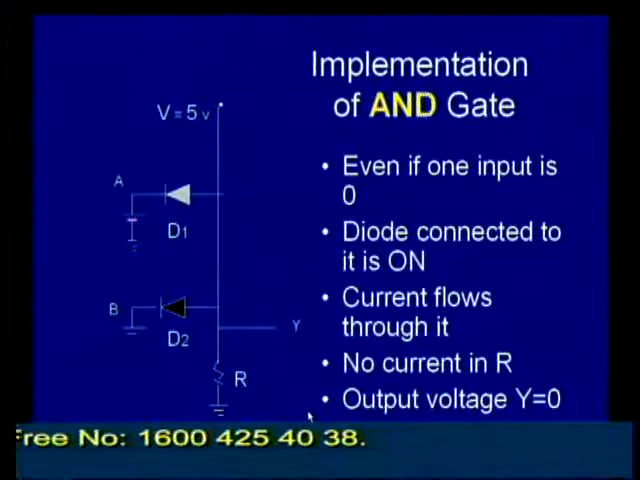 Implementation
of AND Gate
V = 5 v
A
D1
B
D2
Y
R
• Even if one input is
0
• Diode connected to
it is ON
• Current flows
through it
• No current in R
• Output voltage Y=0
Free No: 1600 425 40 38.